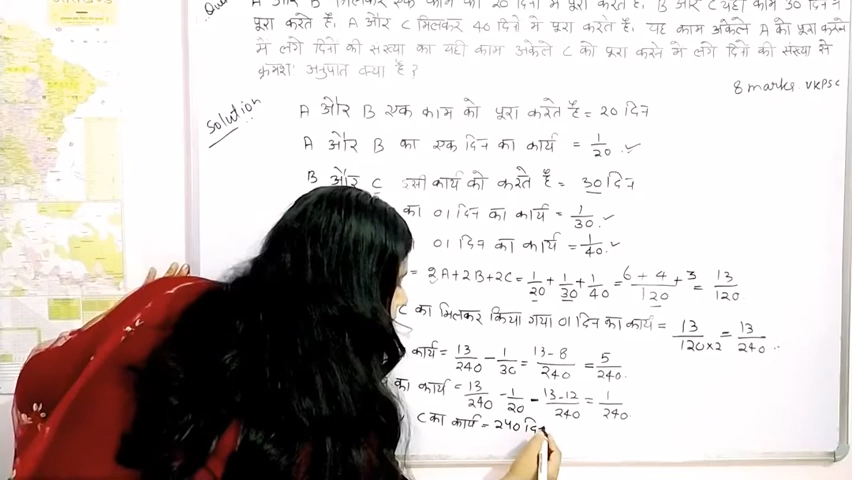 Que A और B मिलकर एक काम को 20 दिनों में पूरा करते हैं, B और C यही काम 30 दिन में
पूरा करते हैं, A और C मिलकर 40 दिनों में पूरा करते हैं, यह काम अकेले A को पूरा करने
में लगे दिनों की संख्या का यही काम अकेले C को पूरा करने में लगे दिनों की संख्या से
क्रमशः अनुपात क्या है ?
8 marks. VKPSC
Solution
A और B एक काम को पूरा करते हैं = 20 दिन
A और B का एक दिन का कार्य = 1/20 ✓
B और C उसी कार्य को करते हैं = 30 दिन
का 01 दिन का कार्य = 1/30 ✓
01 दिन का कार्य = 1/40 ✓
= 2A+2B+2C = 1/20 + 1/30 + 1/40 = (6+4+3)/120 = 13/120
C का मिलकर किया गया 01 दिन का कार्य = 13/(120×2) = 13/240
कार्य = 13/240 - 1/30 = (13-8)/240 = 5/240
का कार्य = 13/240 - 1/20 - (13-12)/240 = 1/240
C का कार्य = 240 दि